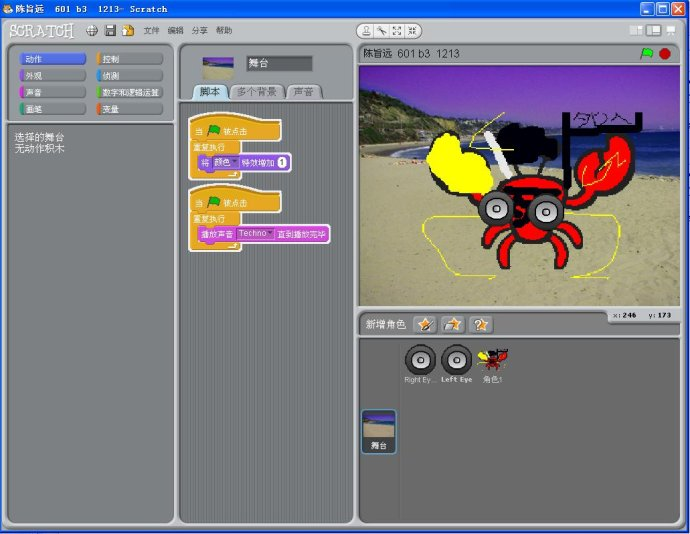 陈旨远 601 b3 1213- Scratch
SCRATCH
文件 编辑 分享 帮助
动作 控制
外观 侦测
声音 数字和逻辑运算
画笔 变量
选择的舞台
无动作积木
舞台
脚本 多个背景 声音
当 被点击
重复执行
将 颜色 特效增加 1
当 被点击
重复执行
播放声音 Techno 直到播放完毕
陈旨远 601 b3 1213
x: 246 y: 173
新增角色
Right Ey... Left Eye 角色1
舞台